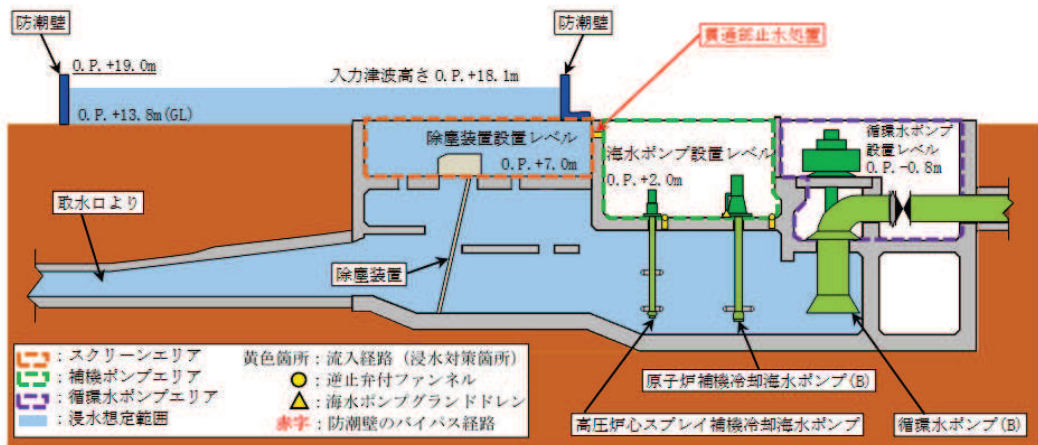 防潮壁
防潮壁
貫通部止水処置
O.P.+19.0m
入力津波高さ O.P.+18.1m
O.P.+13.8m(GL)
除塵装置設置レベル
O.P.+7.0m
海水ポンプ設置レベル
O.P.+2.0m
循環水ポンプ
設置レベル
O.P.-0.8m
取水口より
除塵装置
:スクリーンエリア
:補機ポンプエリア
:循環水ポンプエリア
:浸水想定範囲
黄色箇所:流入経路(浸水対策箇所)
:逆止弁付ファンネル
:海水ポンプグランドドレン
赤字:防潮壁のバイパス経路
原子炉補機冷却海水ポンプ(B)
高圧炉心スプレイ補機冷却海水ポンプ
循環水ポンプ(B)